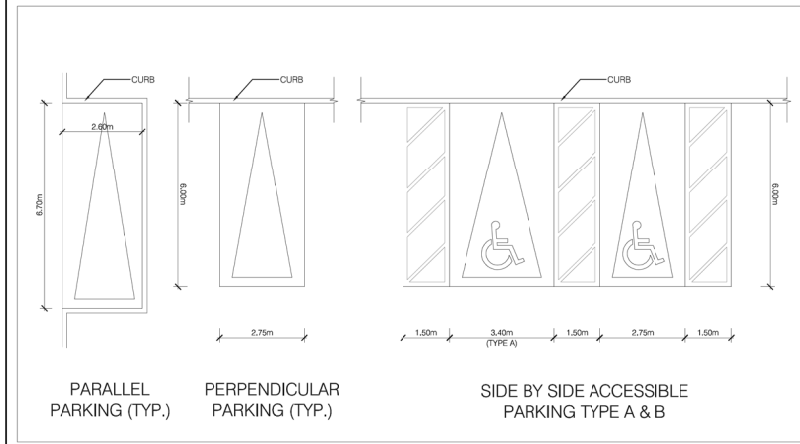 CURB
CURB
CURB
2.60m
6.70m
6.00m
6.00m
2.75m
1.50m
3.40m
(TYPE A)
1.50m
2.75m
1.50m
PARALLEL
PARKING (TYP.)
PERPENDICULAR
PARKING (TYP.)
SIDE BY SIDE ACCESSIBLE
PARKING TYPE A & B